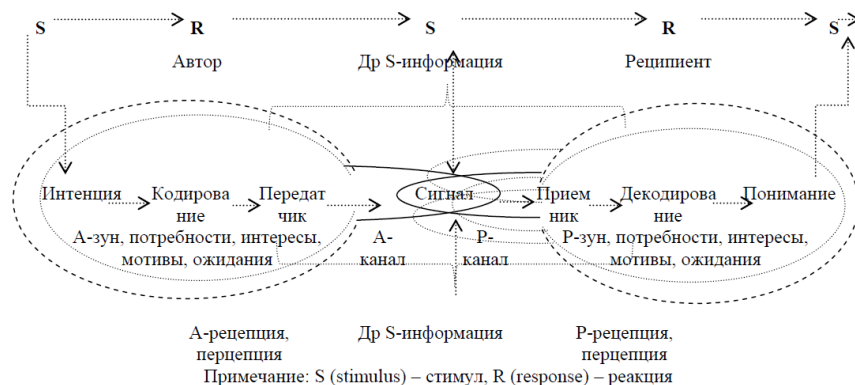 S R S R S
Автор Др S-информация Реципиент
Интенция Кодирова Передат Сигнал Прием Декодирова Понимание
ние чик ник ние
А-зун, потребности, интересы, А- Р- Р-зун, потребности, интересы,
мотивы, ожидания канал канал мотивы, ожидания
А-рецепция, Др S-информация Р-рецепция,
перцепция перцепция
Примечание: S (stimulus) – стимул, R (response) – реакция